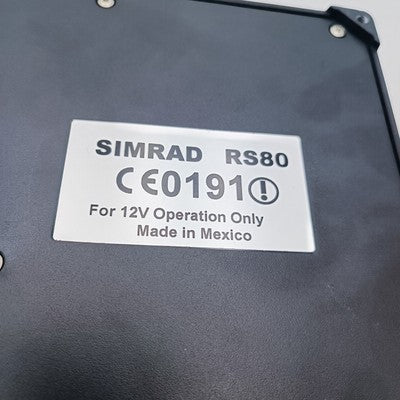 SIMRAD RS80
CE0191
For 12V Operation Only
Made in Mexico